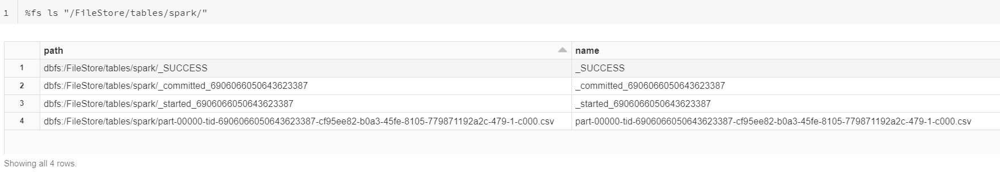 1 %fs ls "/FileStore/tables/spark/"
path name
1 dbfs:/FileStore/tables/spark/_SUCCESS _SUCCESS
2 dbfs:/FileStore/tables/spark/_committed_6906066050643623387 _committed_6906066050643623387
3 dbfs:/FileStore/tables/spark/_started_6906066050643623387 _started_6906066050643623387
4 dbfs:/FileStore/tables/spark/part-00000-tid-6906066050643623387-cf95ee82-b0a3-45fe-8105-779871192a2c-479-1-c000.csv part-00000-tid-6906066050643623387-cf95ee82-b0a3-45fe-8105-779871192a2c-479-1-c000.csv
Showing all 4 rows.